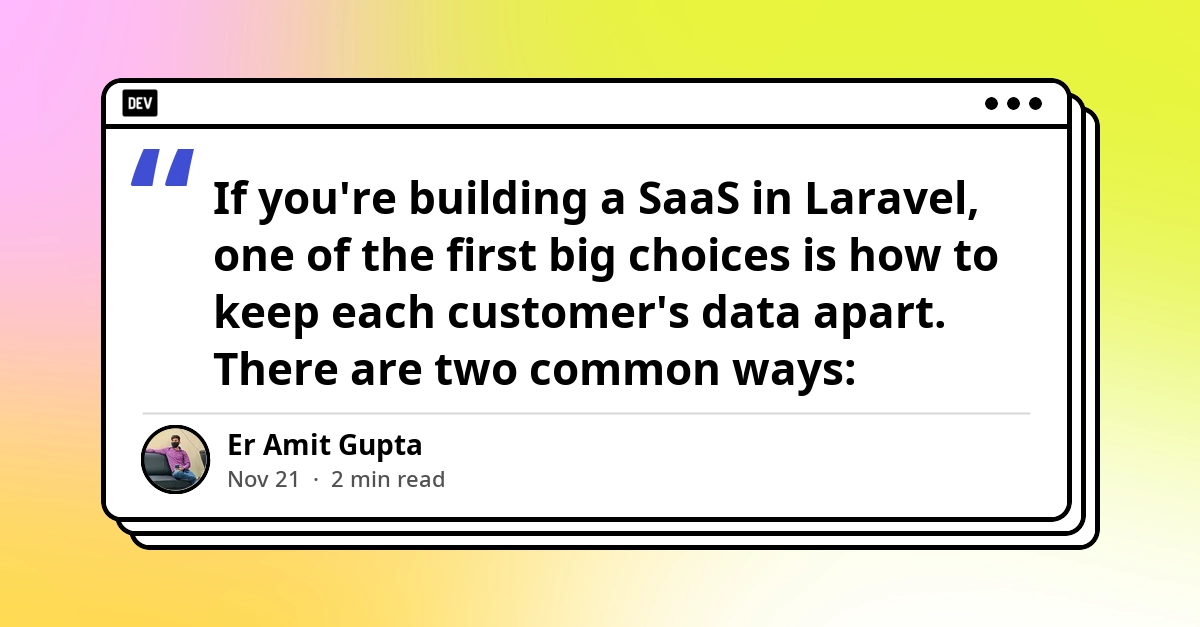 DEV
“
If you're building a SaaS in Laravel,
one of the first big choices is how to
keep each customer's data apart.
There are two common ways:
Er Amit Gupta
Nov 21 · 2 min read